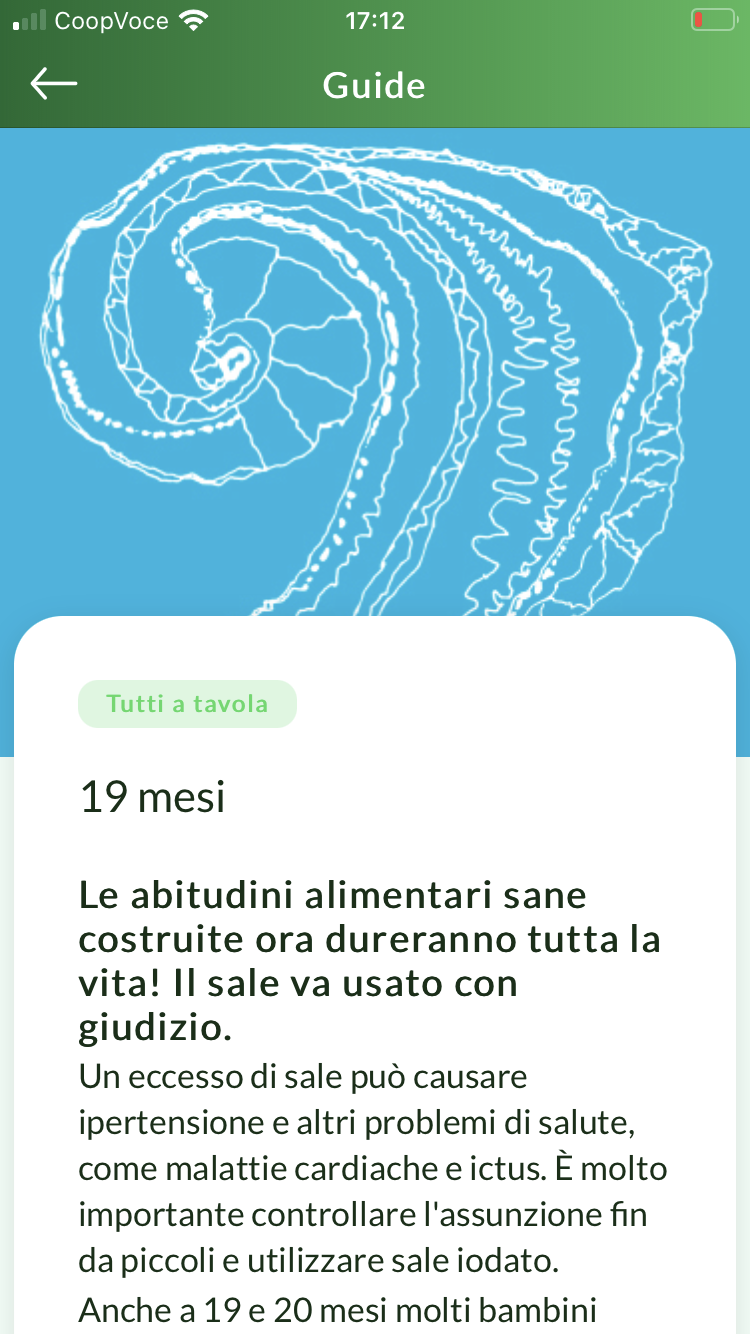 CoopVoce
17:12
Guide
Tutti a tavola
19 mesi
Le abitudini alimentari sane
costruite ora dureranno tutta la
vita! Il sale va usato con
giudizio.
Un eccesso di sale può causare
ipertensione e altri problemi di salute,
come malattie cardiache e ictus. È molto
importante controllare l'assunzione fin
da piccoli e utilizzare sale iodato.
Anche a 19 e 20 mesi molti bambini